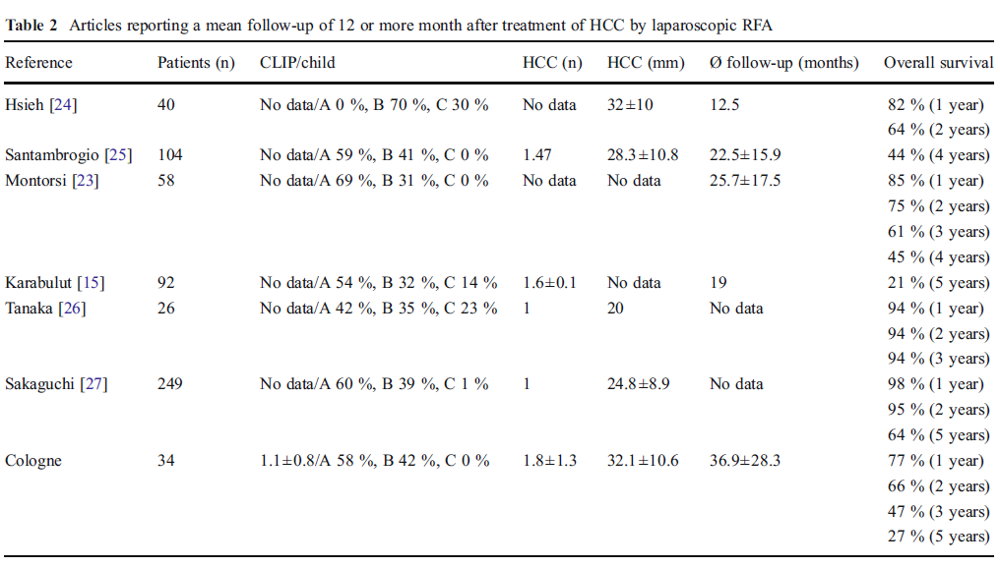 Table 2 Articles reporting a mean follow-up of 12 or more month after treatment of HCC by laparoscopic RFA
Reference Patients (n) CLIP/child HCC (n) HCC (mm) Ø follow-up (months) Overall survival
Hsieh [24] 40 No data/A 0 %, B 70 %, C 30 % No data 32±10 12.5 82 % (1 year)
64 % (2 years)
Santambrogio [25] 104 No data/A 59 %, B 41 %, C 0 % 1.47 28.3±10.8 22.5±15.9 44 % (4 years)
Montorsi [23] 58 No data/A 69 %, B 31 %, C 0 % No data No data 25.7±17.5 85 % (1 year)
75 % (2 years)
61 % (3 years)
45 % (4 years)
Karabulut [15] 92 No data/A 54 %, B 32 %, C 14 % 1.6±0.1 No data 19 21 % (5 years)
Tanaka [26] 26 No data/A 42 %, B 35 %, C 23 % 1 20 No data 94 % (1 year)
94 % (2 years)
94 % (3 years)
Sakaguchi [27] 249 No data/A 60 %, B 39 %, C 1 % 1 24.8±8.9 No data 98 % (1 year)
95 % (2 years)
64 % (5 years)
Cologne 34 1.1±0.8/A 58 %, B 42 %, C 0 % 1.8±1.3 32.1±10.6 36.9±28.3 77 % (1 year)
66 % (2 years)
47 % (3 years)
27 % (5 years)